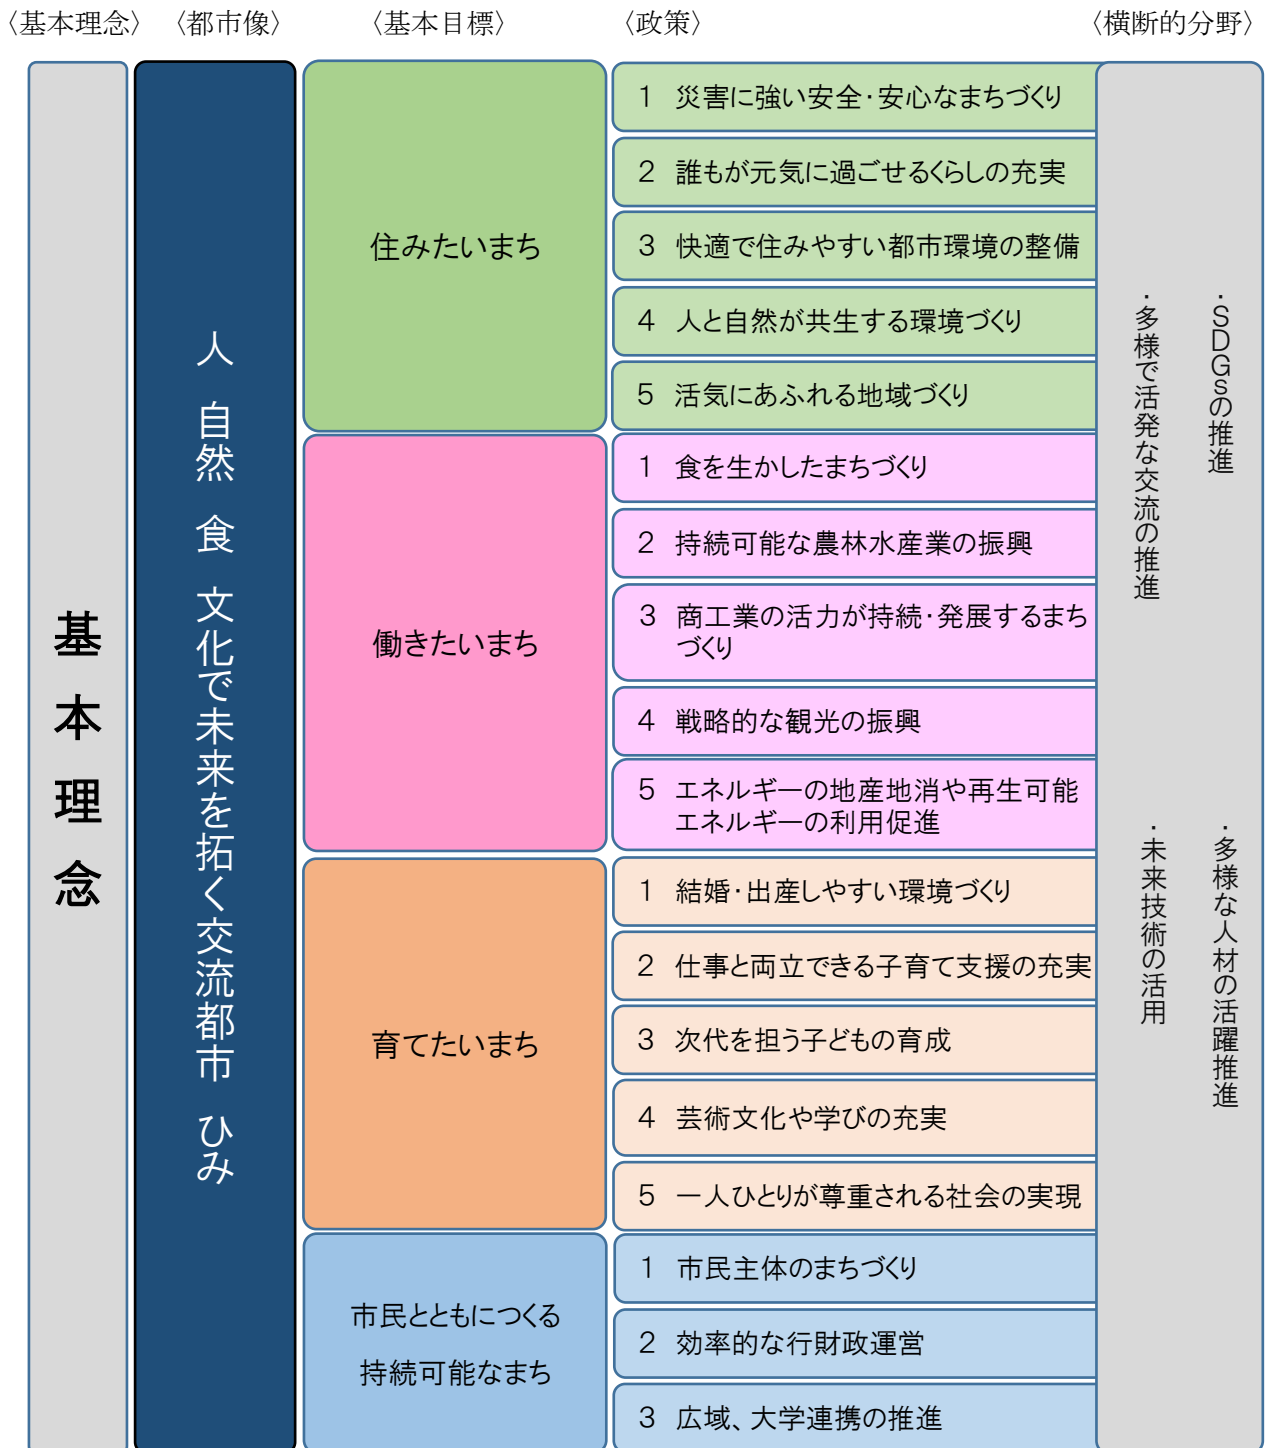 〈基本理念〉 〈都市像〉 〈基本目標〉 〈政策〉 〈横断的分野〉
基本理念
人 自然 食 文化で未来を拓く交流都市 ひみ
住みたいまち
1 災害に強い安全・安心なまちづくり
2 誰もが元気に過ごせるくらしの充実
3 快適で住みやすい都市環境の整備
4 人と自然が共生する環境づくり
5 活気にあふれる地域づくり
働きたいまち
1 食を生かしたまちづくり
2 持続可能な農林水産業の振興
3 商工業の活力が持続・発展するまち
づくり
4 戦略的な観光の振興
5 エネルギーの地産地消や再生可能
エネルギーの利用促進
育てたいまち
1 結婚・出産しやすい環境づくり
2 仕事と両立できる子育て支援の充実
3 次代を担う子どもの育成
4 芸術文化や学びの充実
5 一人ひとりが尊重される社会の実現
市民とともにつくる
持続可能なまち
1 市民主体のまちづくり
2 効率的な行財政運営
3 広域、大学連携の推進
・SDGsの推進
・多様な人材の活躍推進
・多様で活発な交流の推進
・未来技術の活用